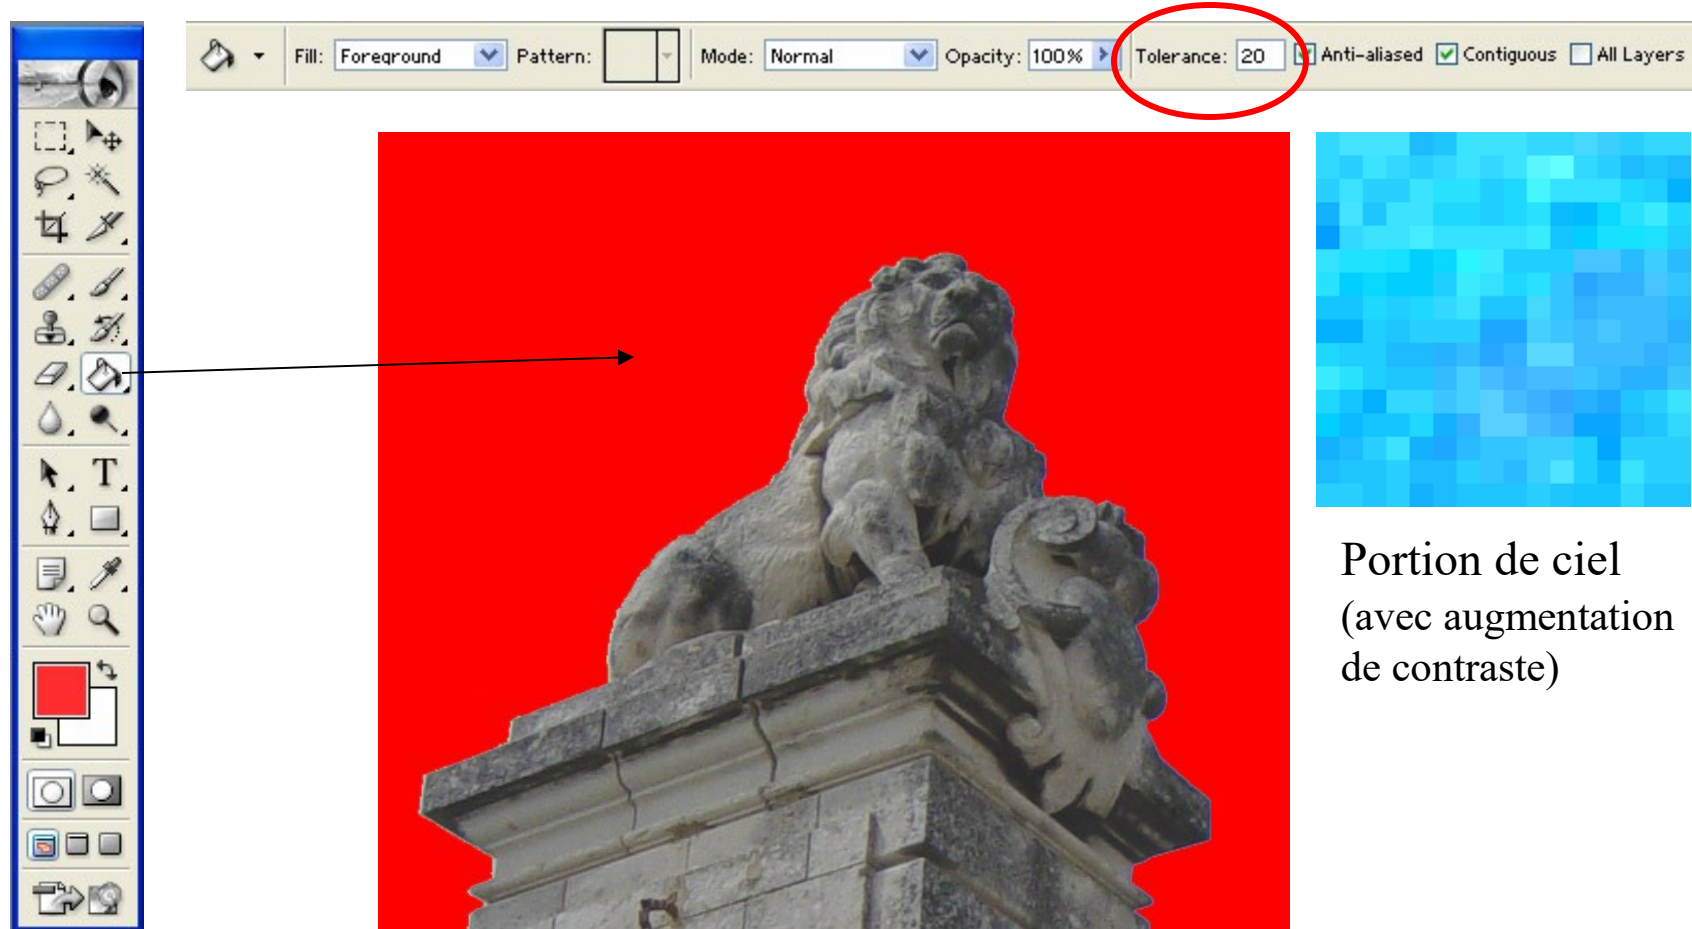 Fill: Foreground Pattern: Mode: Normal Opacity: 100% Tolerance: 20 Anti-aliased Contiguous All Layers
T
Portion de ciel
(avec augmentation
de contraste)